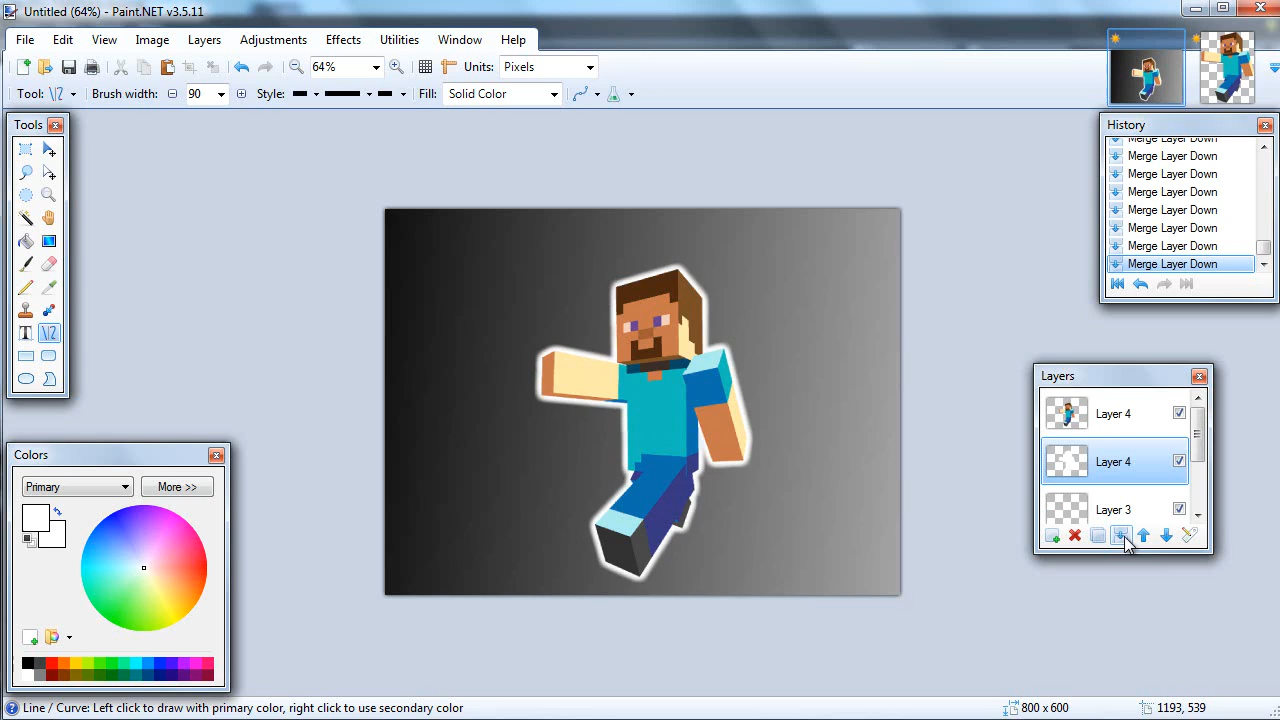 Untitled (64%) - Paint.NET v3.5.11
File Edit View Image Layers Adjustments Effects Utilities Window Help
64% Units: Pixels
Tool: Brush width: 90 Style: Fill: Solid Color
Tools
History
Merge Layer Down
Merge Layer Down
Merge Layer Down
Merge Layer Down
Merge Layer Down
Merge Layer Down
Merge Layer Down
Merge Layer Down
Layers
Layer 4
Layer 4
Layer 3
Colors
Primary More >>
Line / Curve: Left click to draw with primary color, right click to use secondary color 800 x 600 1193, 539